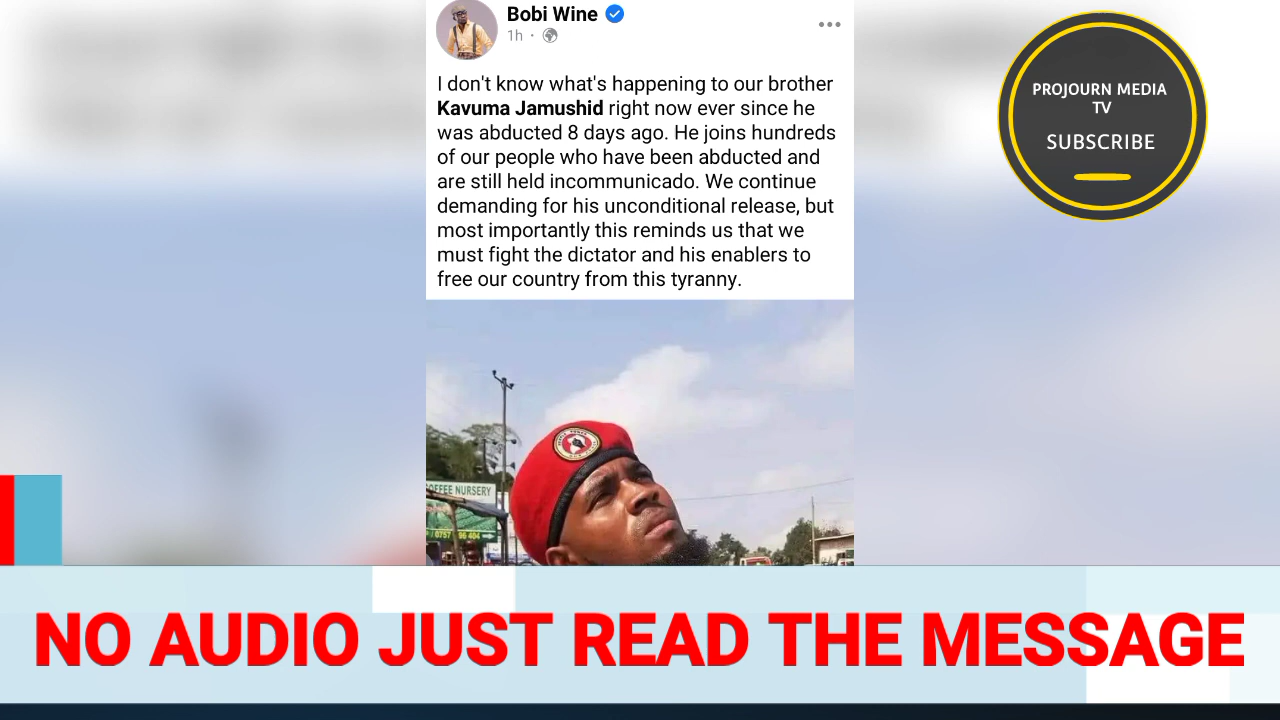 Bobi Wine
1h ·
I don't know what's happening to our brother
Kavuma Jamushid right now ever since he
was abducted 8 days ago. He joins hundreds
of our people who have been abducted and
are still held incommunicado. We continue
demanding for his unconditional release, but
most importantly this reminds us that we
must fight the dictator and his enablers to
free our country from this tyranny.
PROJOURN MEDIA
TV
SUBSCRIBE
OFFEE NURSERY
NO AUDIO JUST READ THE MESSAGE